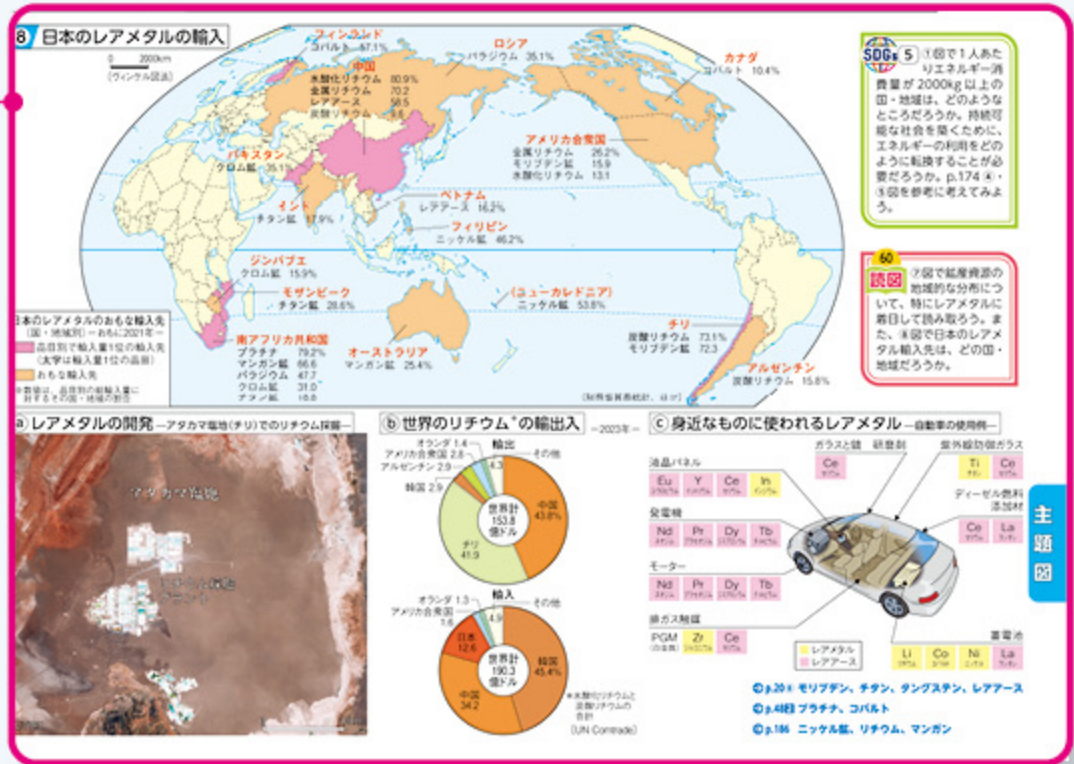 8 日本のレアメタルの輸入
0 2000km
(ヴィンケル図法)
フィンランド
コバルト 57.1%
ロシア
パラジウム 35.1%
カナダ
コバルト 10.4%
中国
水酸化リチウム 80.9%
金属リチウム 70.2
レアアース 58.5
炭酸リチウム
アメリカ合衆国
金属リチウム 26.2%
モリブデン鉱 15.9
水酸化リチウム 13.1
パキスタン
クロム鉱 35.1%
インド
チタン鉱 17.9%
ベトナム
レアアース 16.2%
フィリピン
ニッケル鉱 46.2%
ジンバブエ
クロム鉱 15.9%
モザンビーク
チタン鉱 28.6%
(ニューカレドニア)
ニッケル鉱 53.8%
南アフリカ共和国
プラチナ 79.2%
マンガン鉱 66.6
パラジウム 47.7
クロム鉱 31.0
オーストラリア
マンガン鉱 25.4%
チリ
炭酸リチウム 73.1%
モリブデン鉱 72.3
アルゼンチン
炭酸リチウム 15.8%
日本のレアメタルのおもな輸入先
(国・地域別)―おもに2021年―
品目別で輸入量1位の輸入先
(太字は輸入量1位の品目)
おもな輸入先
※数値は、品目別の総輸入量に
対するその国・地域の割合
(財務省貿易統計、ほか)
SDGs 5 ①図で1人あた
りエネルギー消
費量が2000kg以上の
国・地域は、どのような
ところだろうか。持続可
能な社会を築くために、
エネルギーの利用をどの
ように転換することが必
要だろうか。p.174④・
⑤図を参考に考えてみよ
う。
60
読図 ⑦図で鉱産資源の
地域的な分布につ
いて、特にレアメタルに
着目して読み取ろう。ま
た、⑧図で日本のレアメ
タル輸入先は、どの国・
地域だろうか。
ⓐ レアメタルの開発 ―アタカマ塩地(チリ)でのリチウム採掘―
アタカマ塩地
リチウム採掘
プラント
ⓑ 世界のリチウム*の輸出入 ―2023年―
輸出
オランダ 1.4
アメリカ合衆国 2.8
アルゼンチン 2.9
韓国 2.9
その他
4.3
世界計
153.8
億ドル
中国
43.8%
チリ
41.9
輸入
オランダ 1.3
アメリカ合衆国
1.6
その他
4.9
日本
12.6
世界計
190.3
億ドル
韓国
45.4%
中国
34.2
*水酸化リチウムと
炭酸リチウムの
合計
(UN Comtrade)
ⓒ 身近なものに使われるレアメタル ―自動車の使用例―
液晶パネル
Eu Y Ce In
ガラスと鏡 研磨剤
Ce
紫外線防御ガラス
Ti Ce
発電機
Nd Pr Dy Tb
ディーゼル燃料
添加材
Ce La
モーター
Nd Pr Dy Tb
排ガス触媒
PGM Zr Ce
(白金族)
レアメタル
レアアース
蓄電池
Li Co Ni La
モリブデン、チタン、タングステン、レアアース
プラチナ、コバルト
p.186 ニッケル鉱、リチウム、マンガン
主題図